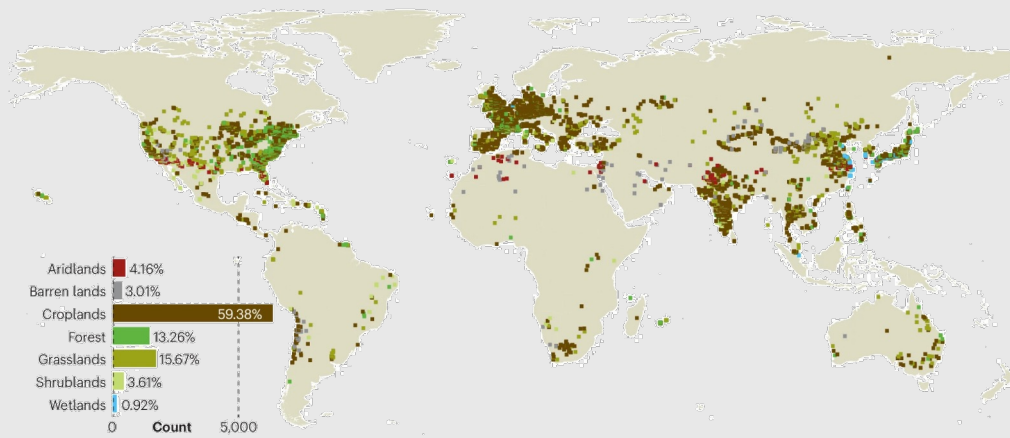 Aridlands 4.16%
Barren lands 3.01%
Croplands 59.38%
Forest 13.26%
Grasslands 15.67%
Shrublands 3.61%
Wetlands 0.92%
0 Count 5,000